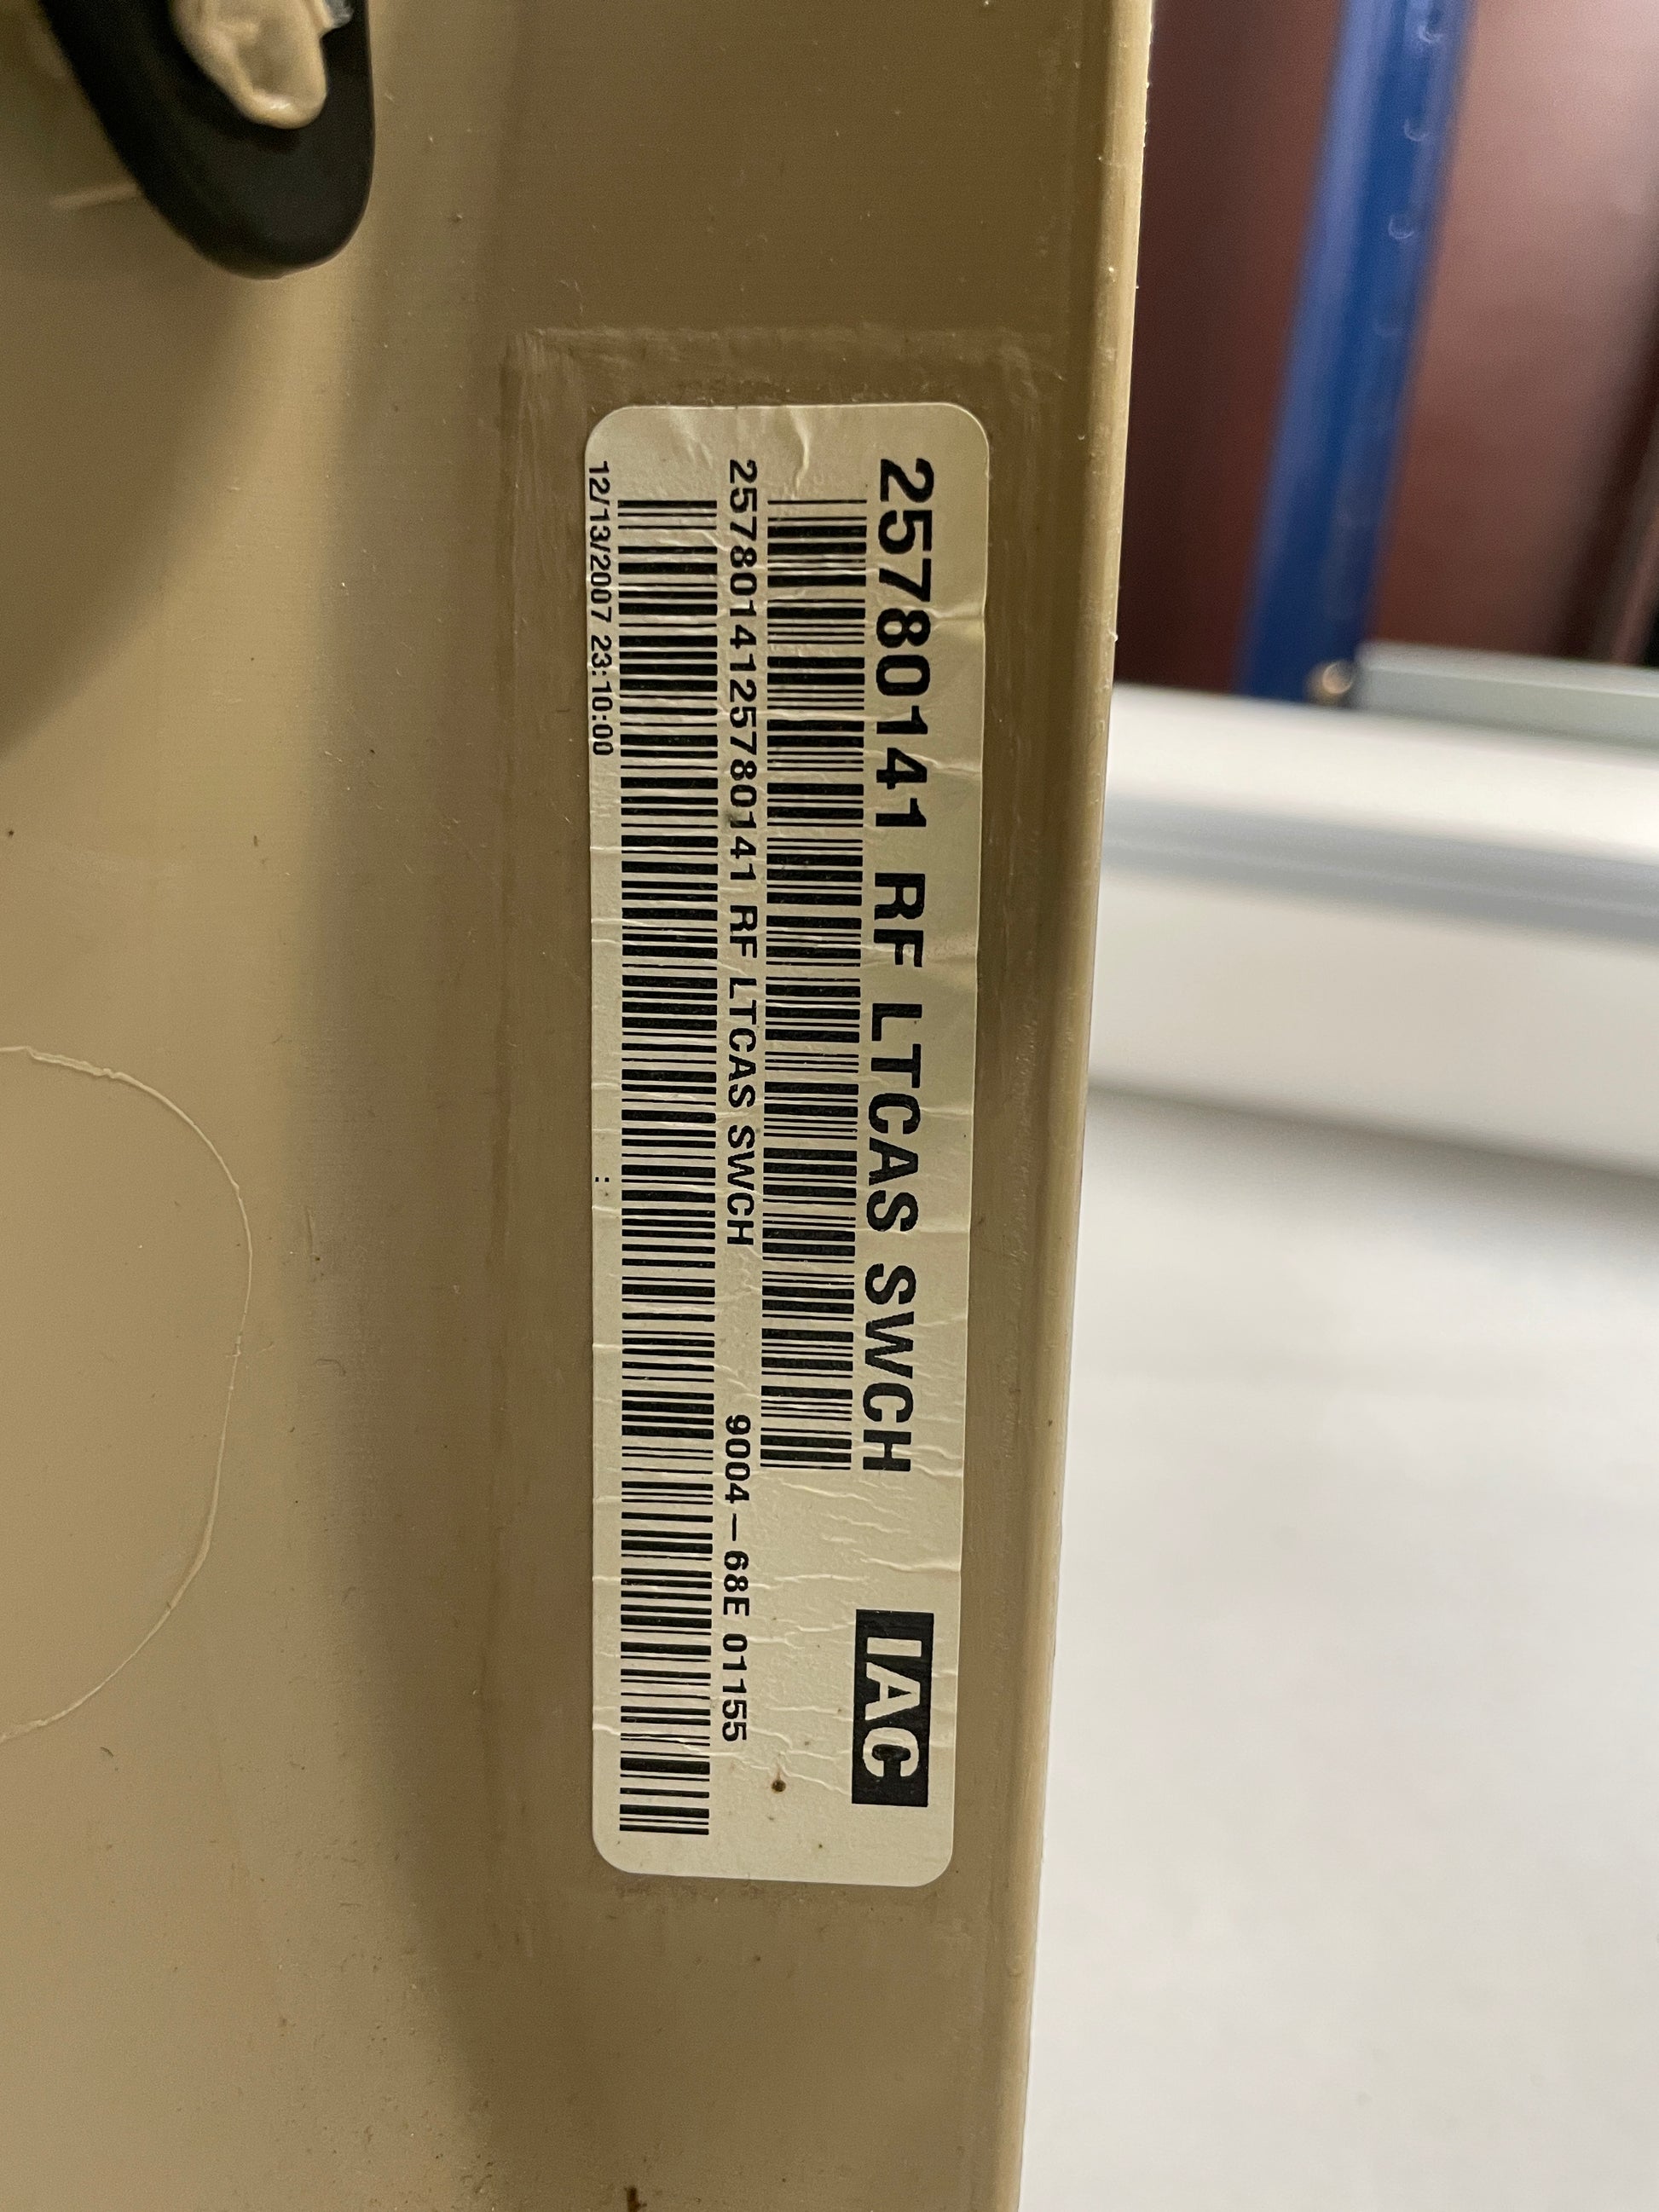 25780141 RF LTCAS SWCH
IAC
2578014125780141 RF LTCAS SWCH 9004-68E 01155
12/13/2007 23:10:00 :